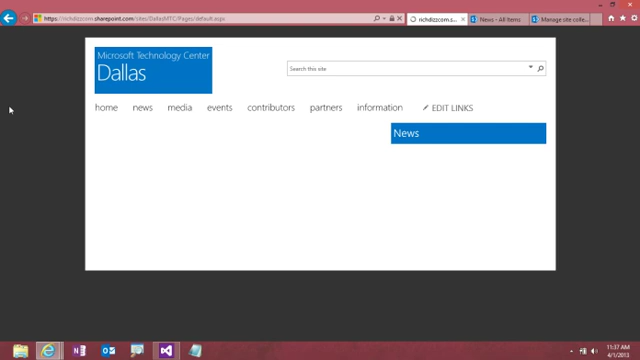 https://richdizzcom.sharepoint.com/sites/DallasMTC/Pages/default.aspx
richdizzcom.s...
News - All Items
Manage site colle...
Microsoft Technology Center
Dallas
Search this site
home news media events contributors partners information EDIT LINKS
News
11:37 AM
4/1/2013